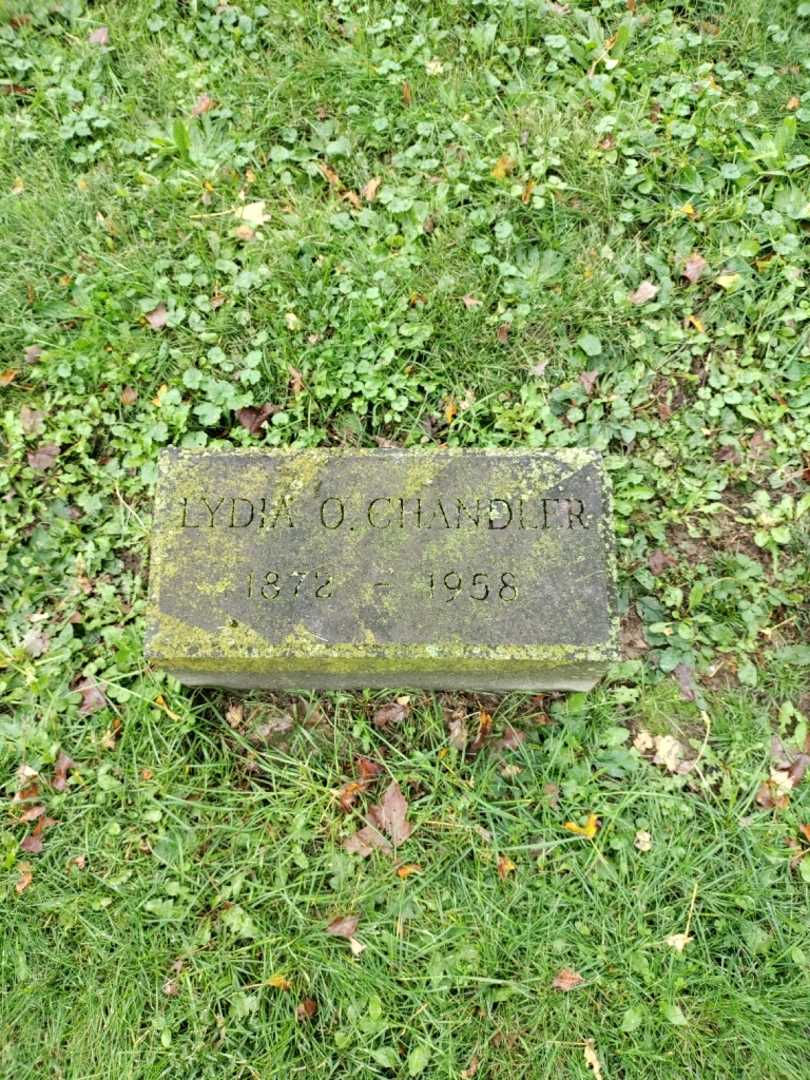 LYDIA O. CHANDLER
1872 - 1958